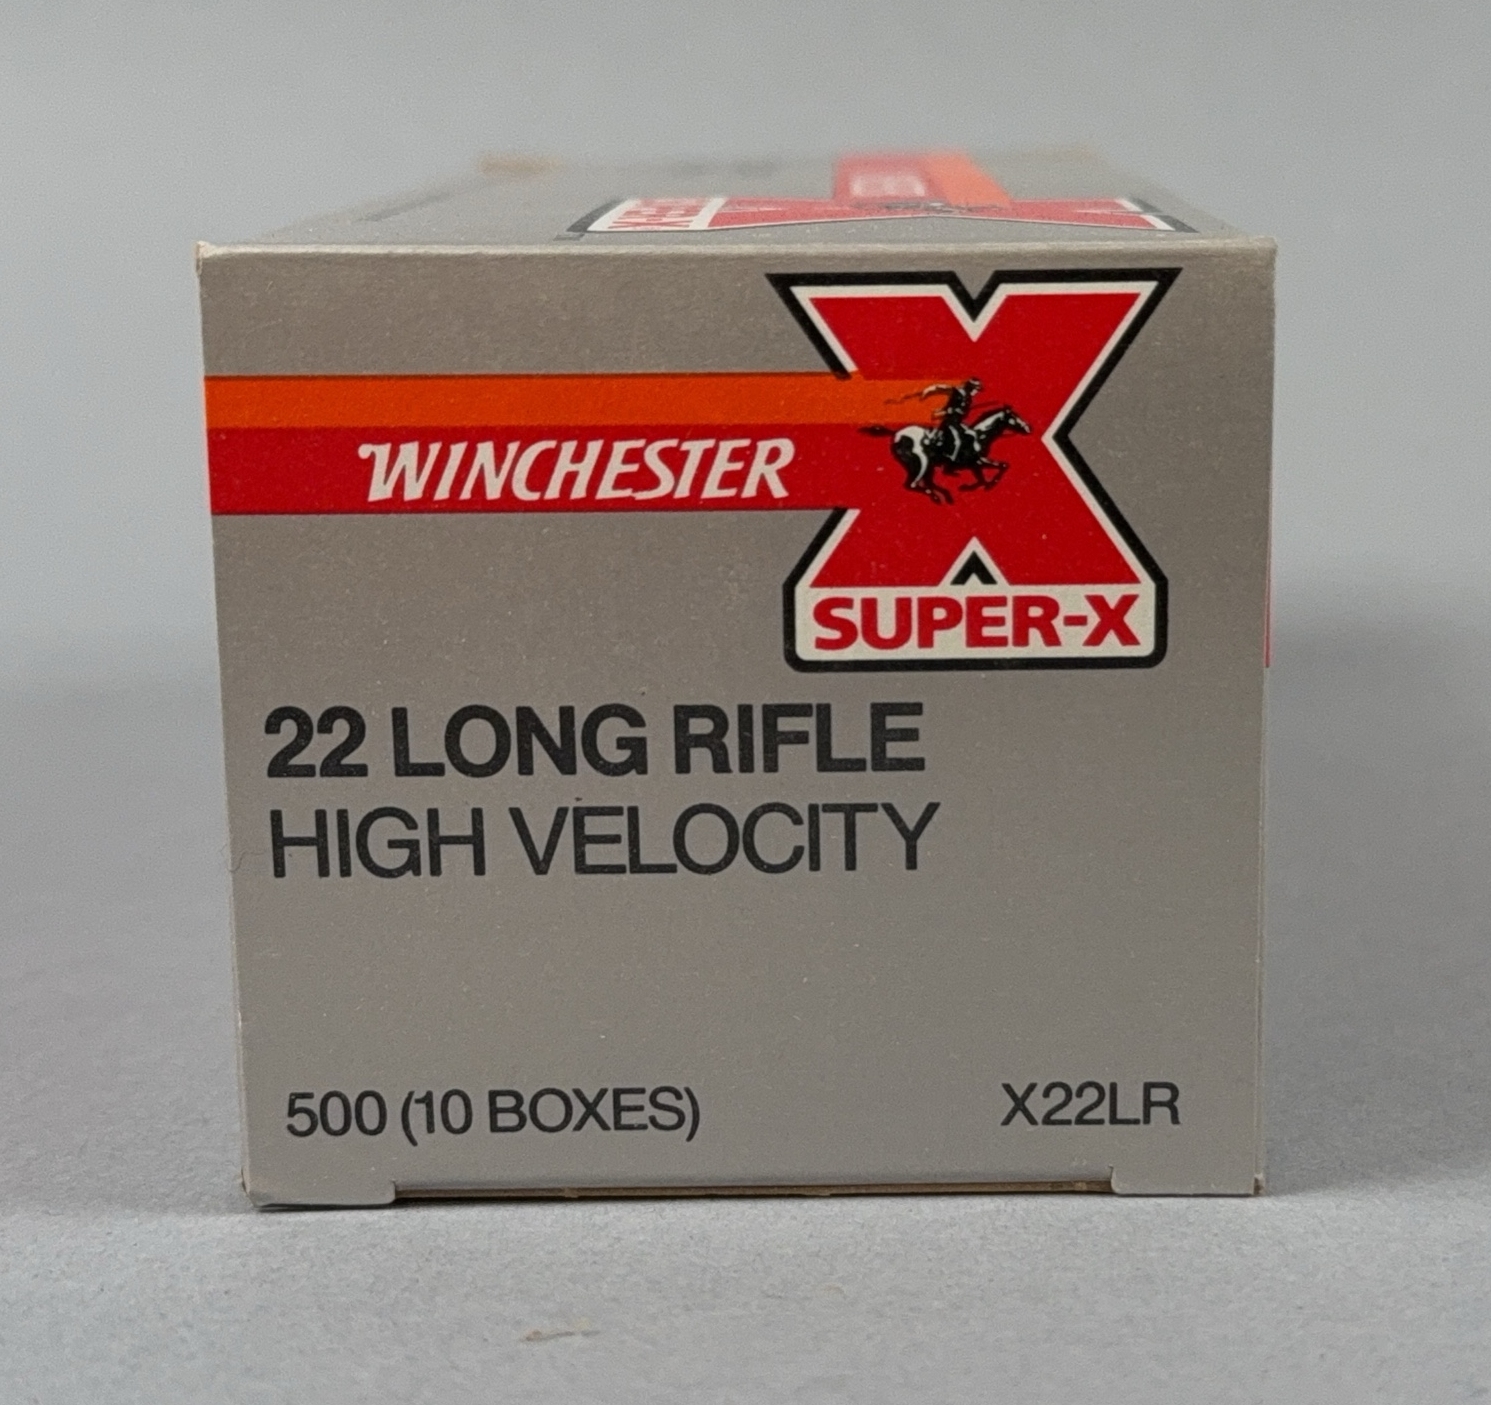 WINCHESTER
X
SUPER-X
22 LONG RIFLE
HIGH VELOCITY
500 (10 BOXES)
X22LR